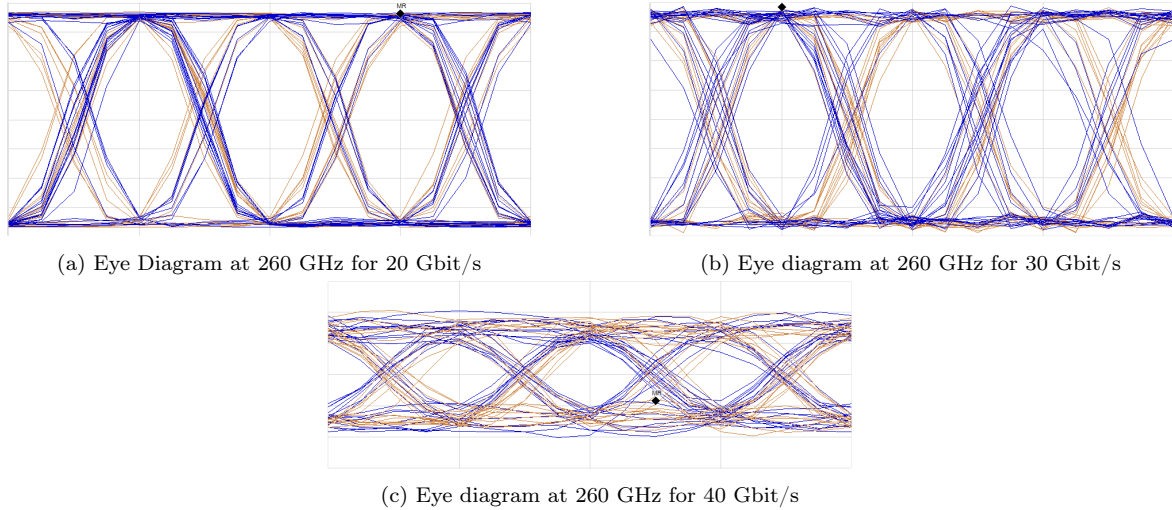 MR
(a) Eye Diagram at 260 GHz for 20 Gbit/s
(b) Eye diagram at 260 GHz for 30 Gbit/s
MR
(c) Eye diagram at 260 GHz for 40 Gbit/s